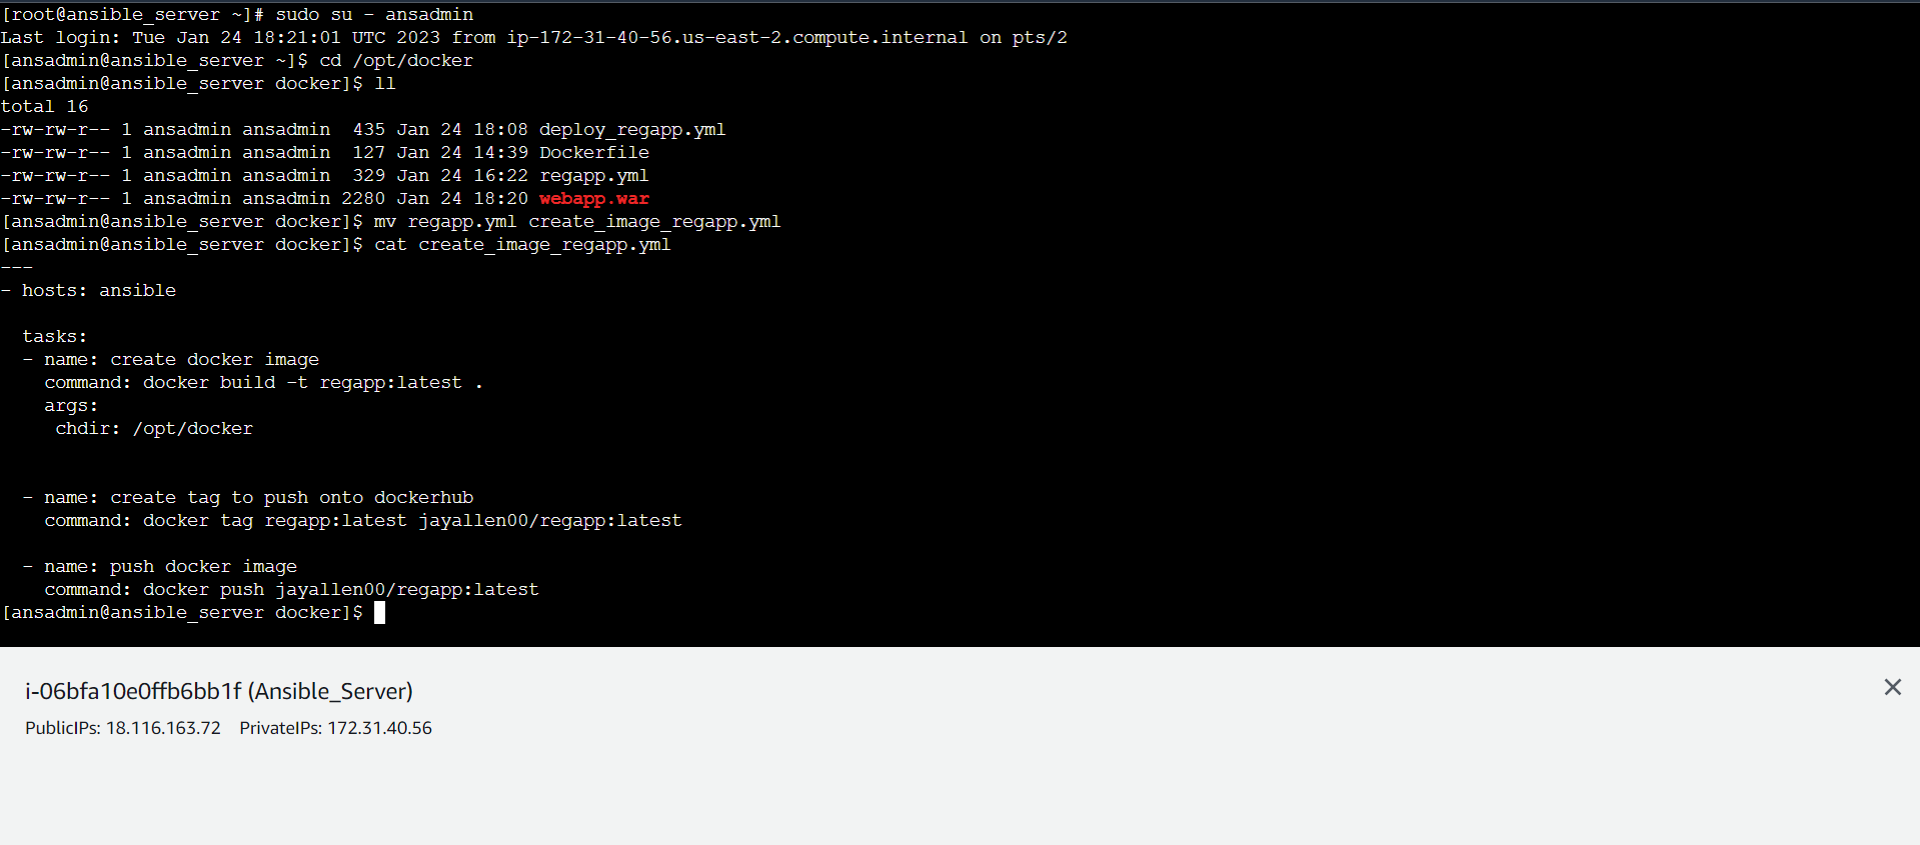 [root@ansible_server ~]# sudo su - ansadmin
Last login: Tue Jan 24 18:21:01 UTC 2023 from ip-172-31-40-56.us-east-2.compute.internal on pts/2
[ansadmin@ansible_server ~]$ cd /opt/docker
[ansadmin@ansible_server docker]$ ll
total 16
-rw-rw-r-- 1 ansadmin ansadmin  435 Jan 24 18:08 deploy_regapp.yml
-rw-rw-r-- 1 ansadmin ansadmin  127 Jan 24 14:39 Dockerfile
-rw-rw-r-- 1 ansadmin ansadmin  329 Jan 24 16:22 regapp.yml
-rw-rw-r-- 1 ansadmin ansadmin 2280 Jan 24 18:20 webapp.war
[ansadmin@ansible_server docker]$ mv regapp.yml create_image_regapp.yml
[ansadmin@ansible_server docker]$ cat create_image_regapp.yml
---
- hosts: ansible
  tasks:
  - name: create docker image
    command: docker build -t regapp:latest .
    args:
     chdir: /opt/docker
  - name: create tag to push onto dockerhub
    command: docker tag regapp:latest jayallen00/regapp:latest
  - name: push docker image
    command: docker push jayallen00/regapp:latest
[ansadmin@ansible_server docker]$
i-06bfa10e0ffb6bb1f (Ansible_Server)
PublicIPs: 18.116.163.72    PrivateIPs: 172.31.40.56